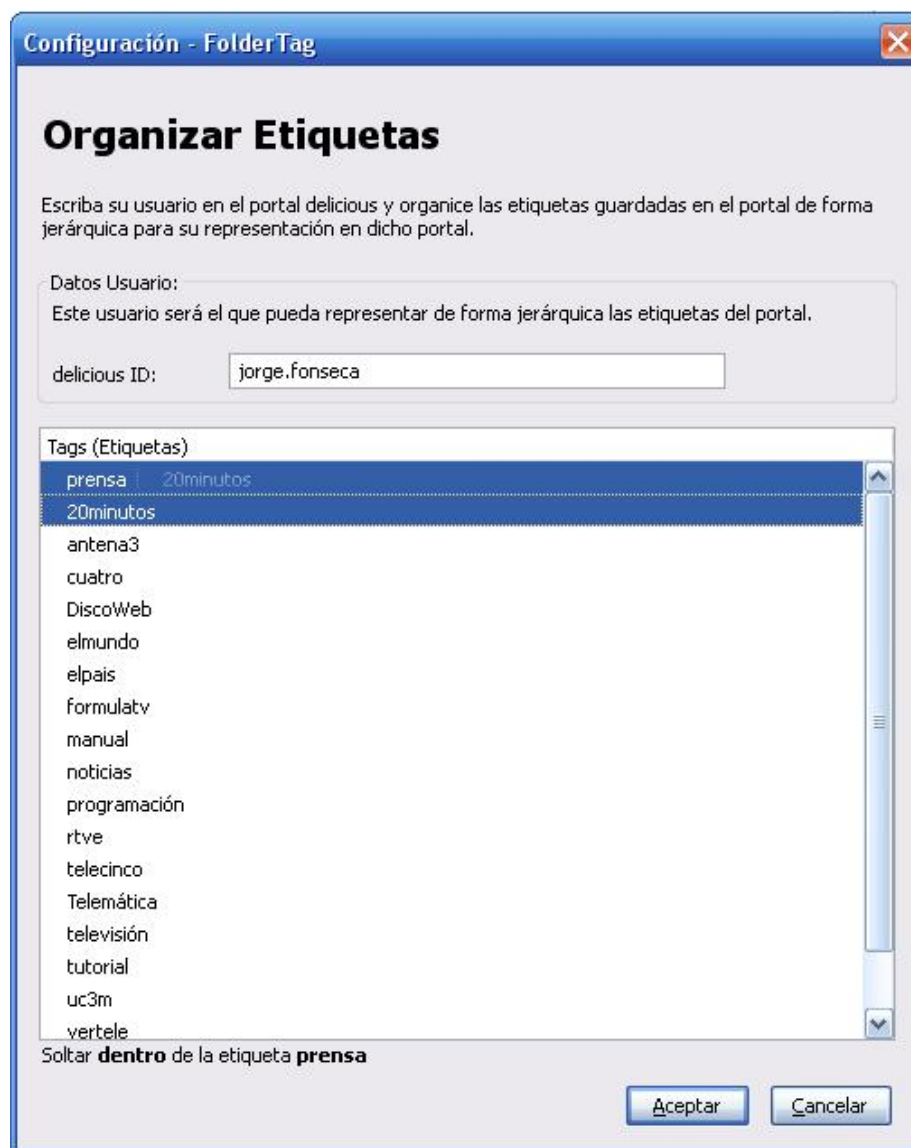 Configuración - FolderTag
Organizar Etiquetas
Escriba su usuario en el portal delicious y organice las etiquetas guardadas en el portal de forma
jerárquica para su representación en dicho portal.
Datos Usuario:
Este usuario será el que pueda representar de forma jerárquica las etiquetas del portal.
delicious ID: jorge.fonseca
Tags (Etiquetas)
prensa 20minutos
20minutos
antena3
cuatro
DiscoWeb
elmundo
elpais
formulatv
manual
noticias
programación
rtve
telecinco
Telemática
televisión
tutorial
uc3m
vertele
Soltar dentro de la etiqueta prensa
Aceptar Cancelar